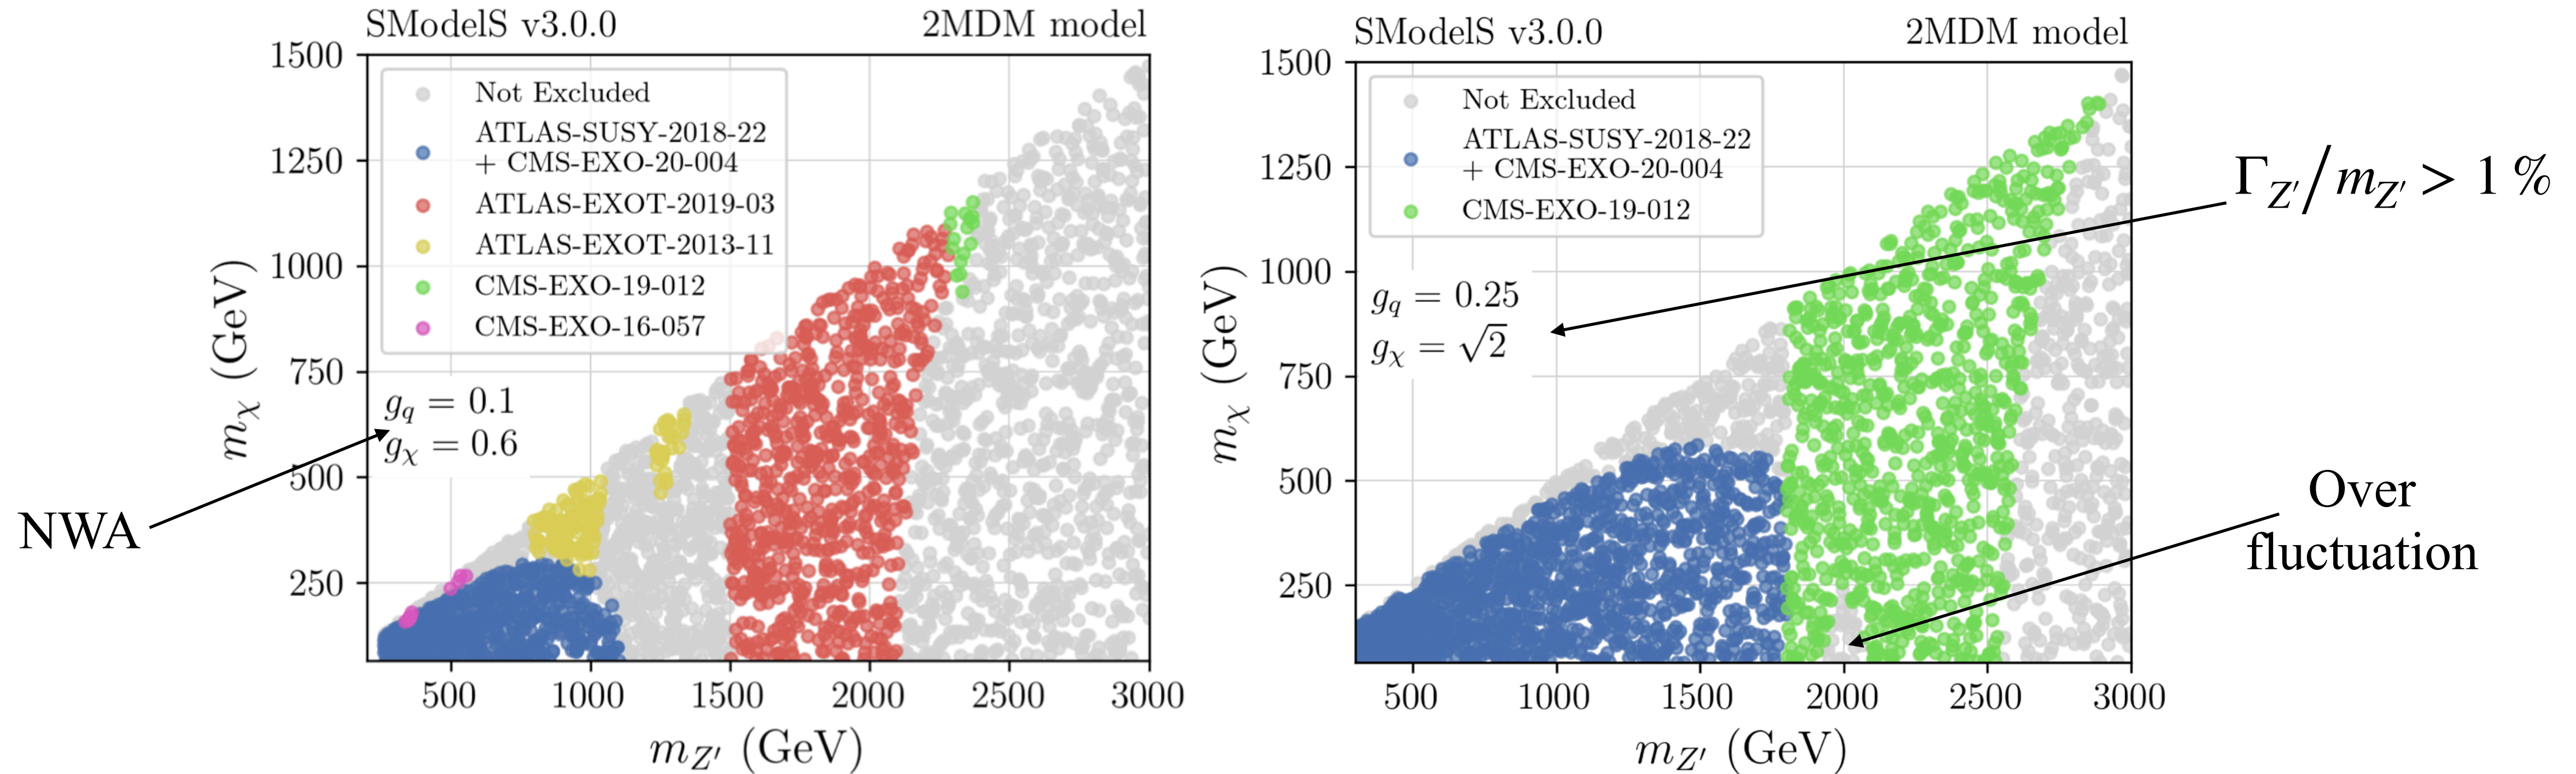 SModelS v3.0.0 2MDM model
1500
1250
1000
750
500
250
Not Excluded
ATLAS-SUSY-2018-22
+ CMS-EXO-20-004
ATLAS-EXOT-2019-03
ATLAS-EXOT-2013-11
CMS-EXO-19-012
CMS-EXO-16-057
g_q = 0.1
g_χ = 0.6
m_χ (GeV)
NWA
500 1000 1500 2000 2500 3000
m_{Z′} (GeV)
SModelS v3.0.0 2MDM model
1500
1250
1000
750
500
250
Not Excluded
ATLAS-SUSY-2018-22
+ CMS-EXO-20-004
CMS-EXO-19-012
g_q = 0.25
g_χ = √2
m_χ (GeV)
500 1000 1500 2000 2500 3000
m_{Z′} (GeV)
Γ_{Z′}/m_{Z′} > 1 %
Over
fluctuation